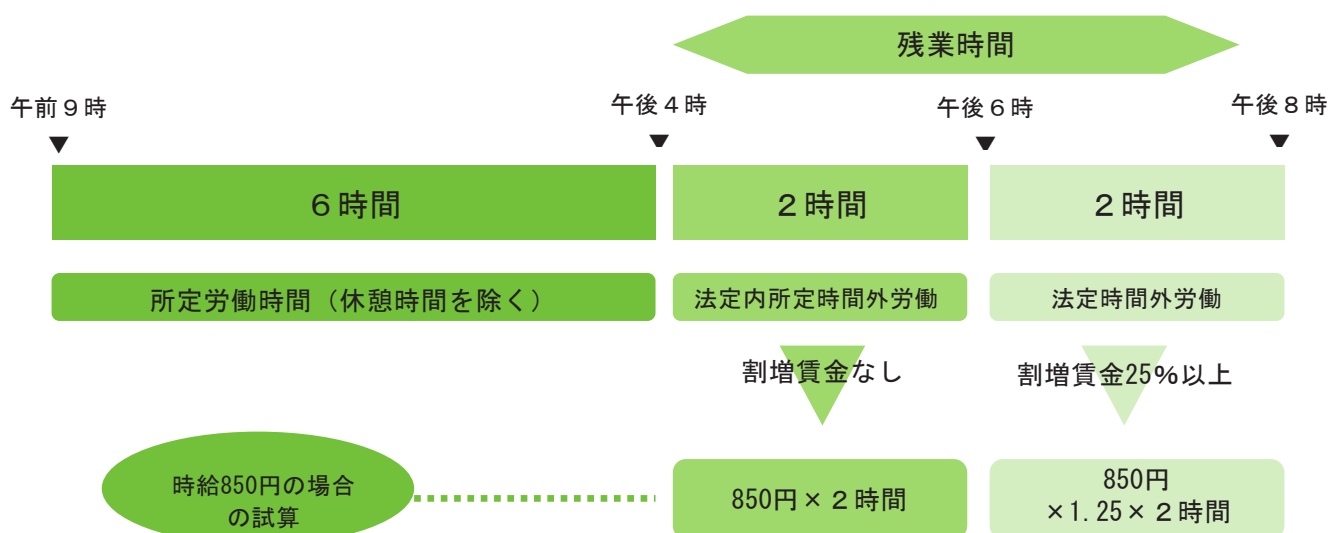 残業時間
午前９時
午後４時
午後６時
午後８時
６時間
２時間
２時間
所定労働時間（休憩時間を除く）
法定内所定時間外労働
法定時間外労働
割増賃金なし
割増賃金25％以上
時給850円の場合
の試算
850円×２時間
850円
×1.25×２時間